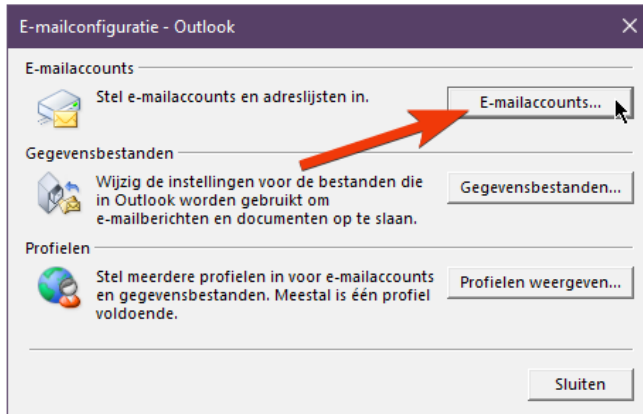 E-mailconfiguratie - Outlook
E-mailaccounts
Stel e-mailaccounts en adreslijsten in.
E-mailaccounts...
Gegevensbestanden
Wijzig de instellingen voor de bestanden die
in Outlook worden gebruikt om
e-mailberichten en documenten op te slaan.
Gegevensbestanden...
Profielen
Stel meerdere profielen in voor e-mailaccounts
en gegevensbestanden. Meestal is één profiel
voldoende.
Profielen weergeven...
Sluiten